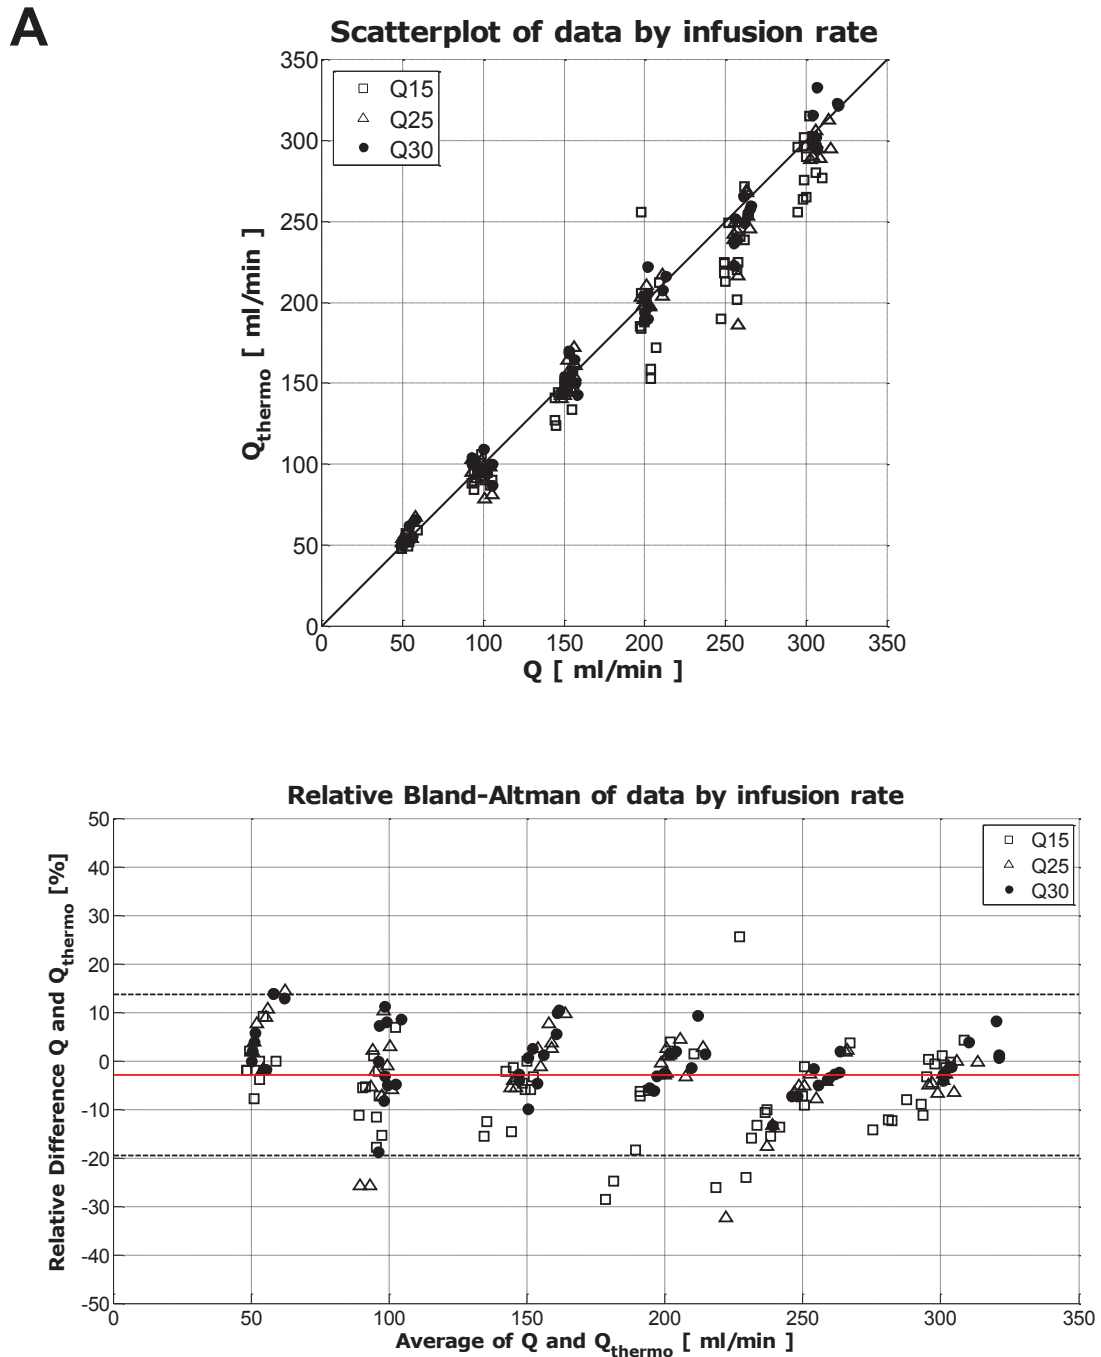 A
Scatterplot of data by infusion rate
350
300
250
200
150
100
50
0
Q15
Q25
Q30
Qthermo [ ml/min ]
0 50 100 150 200 250 300 350
Q [ ml/min ]
Relative Bland-Altman of data by infusion rate
50
40
30
20
10
0
-10
-20
-30
-40
-50
Q15
Q25
Q30
Relative Difference Q and Qthermo [%]
0 50 100 150 200 250 300 350
Average of Q and Qthermo [ ml/min ]